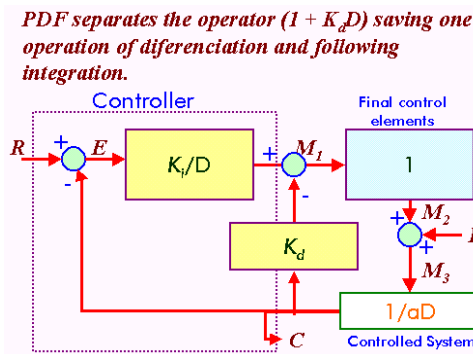 PDF separates the operator (1 + KdD) saving one
operation of diferenciation and following
integration.
Controller
Final control
elements
R
+
-
E
Ki/D
+
-
M1
1
M2
+
+
M3
Kd
1/aD
C
Controlled System